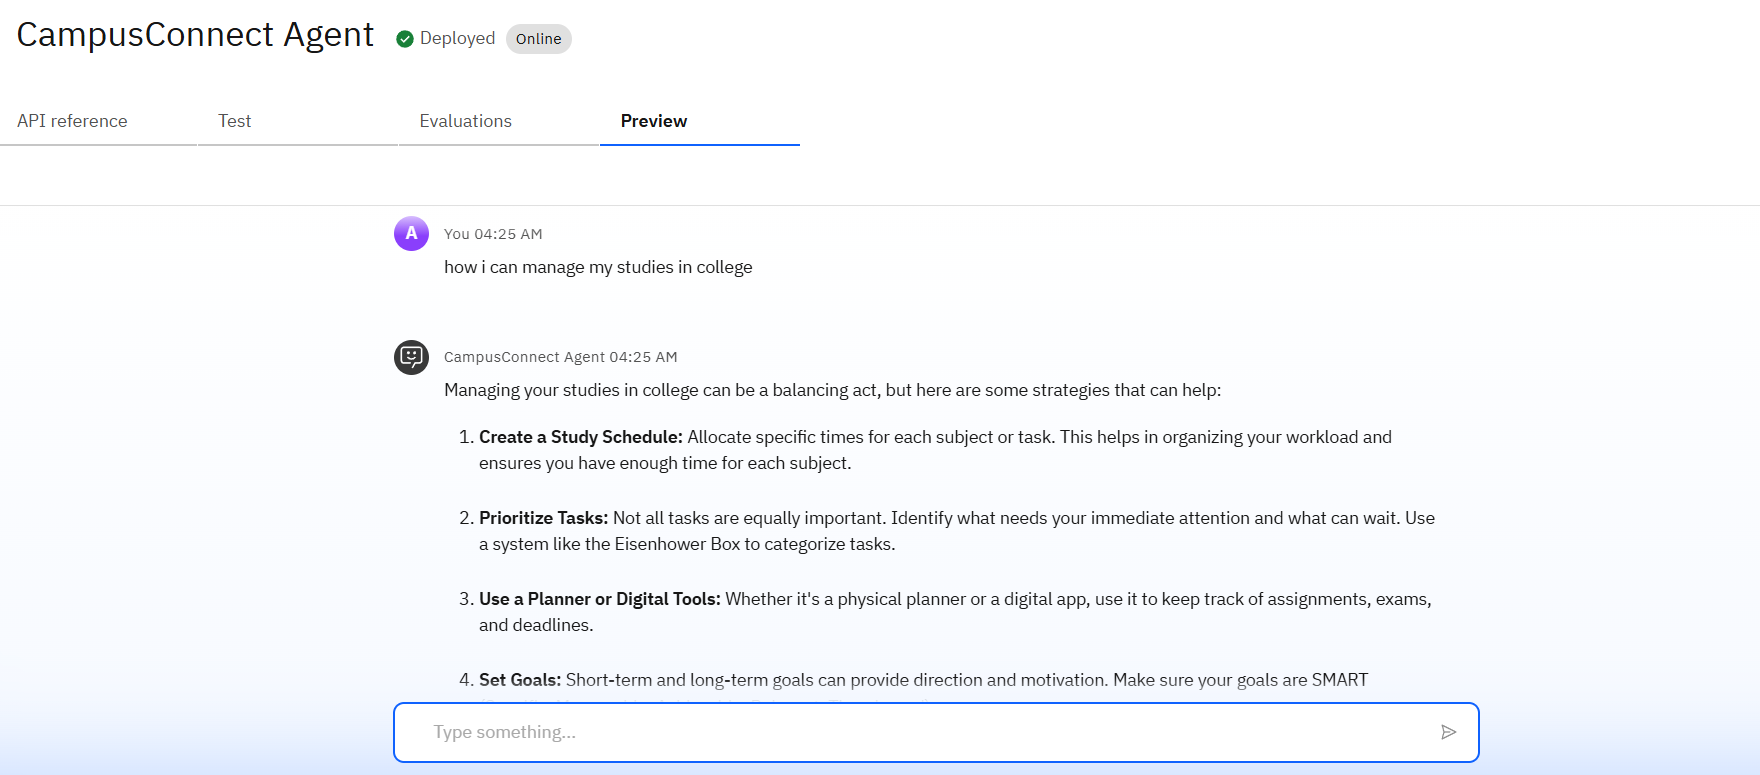 CampusConnect Agent Deployed Online
API reference Test Evaluations Preview
A You 04:25 AM
how i can manage my studies in college
CampusConnect Agent 04:25 AM
Managing your studies in college can be a balancing act, but here are some strategies that can help:
1. Create a Study Schedule: Allocate specific times for each subject or task. This helps in organizing your workload and
ensures you have enough time for each subject.
2. Prioritize Tasks: Not all tasks are equally important. Identify what needs your immediate attention and what can wait. Use
a system like the Eisenhower Box to categorize tasks.
3. Use a Planner or Digital Tools: Whether it's a physical planner or a digital app, use it to keep track of assignments, exams,
and deadlines.
4. Set Goals: Short-term and long-term goals can provide direction and motivation. Make sure your goals are SMART
Type something...